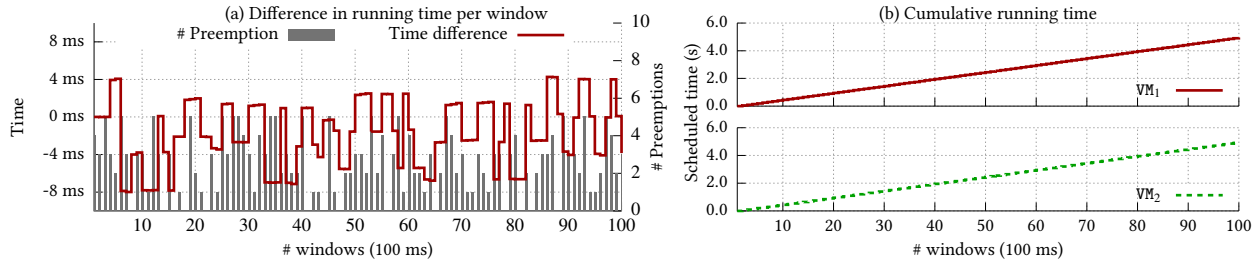 (a) Difference in running time per window
# Preemption
Time difference
Time
8 ms
4 ms
0 ms
-4 ms
-8 ms
10
8
6
4
2
0
# Preemptions
10 20 30 40 50 60 70 80 90 100
# windows (100 ms)
(b) Cumulative running time
Scheduled time (s)
6.0
4.0
2.0
0.0
VM1
6.0
4.0
2.0
0.0
VM2
10 20 30 40 50 60 70 80 90 100
# windows (100 ms)